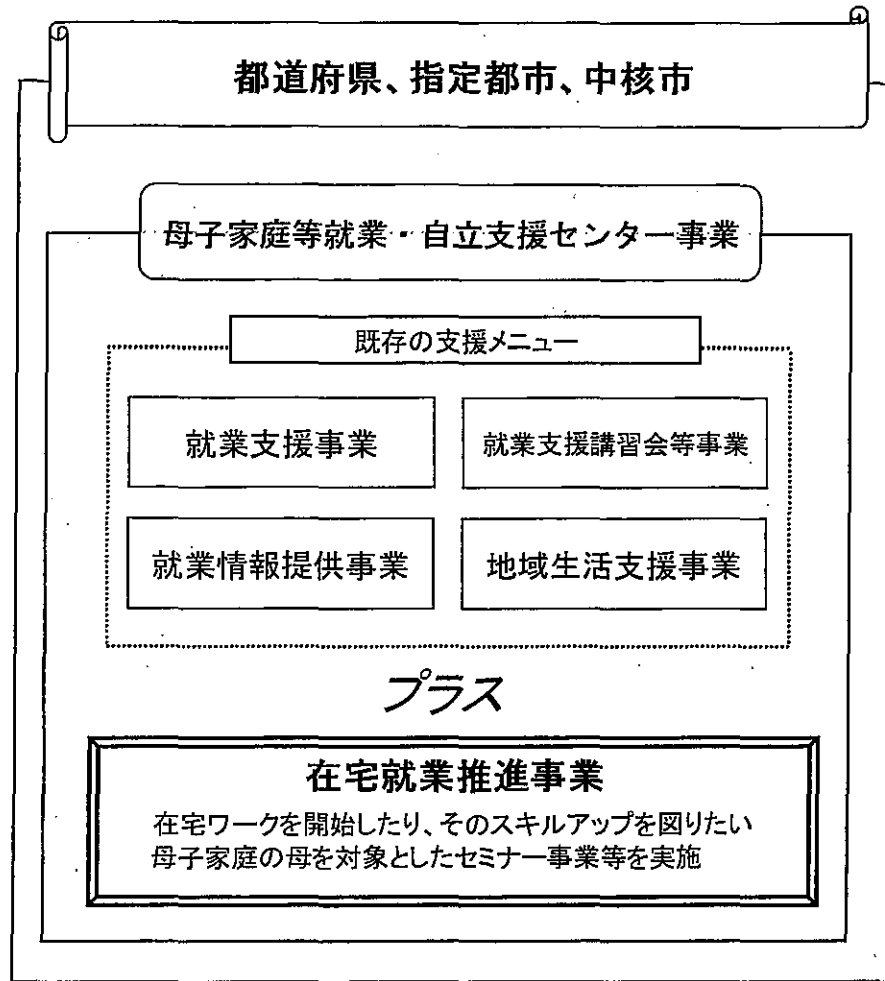 都道府県、指定都市、中核市
母子家庭等就業・自立支援センター事業
既存の支援メニュー
就業支援事業
就業支援講習会等事業
就業情報提供事業
地域生活支援事業
プラス
在宅就業推進事業
在宅ワークを開始したり、そのスキルアップを図りたい
母子家庭の母を対象としたセミナー事業等を実施